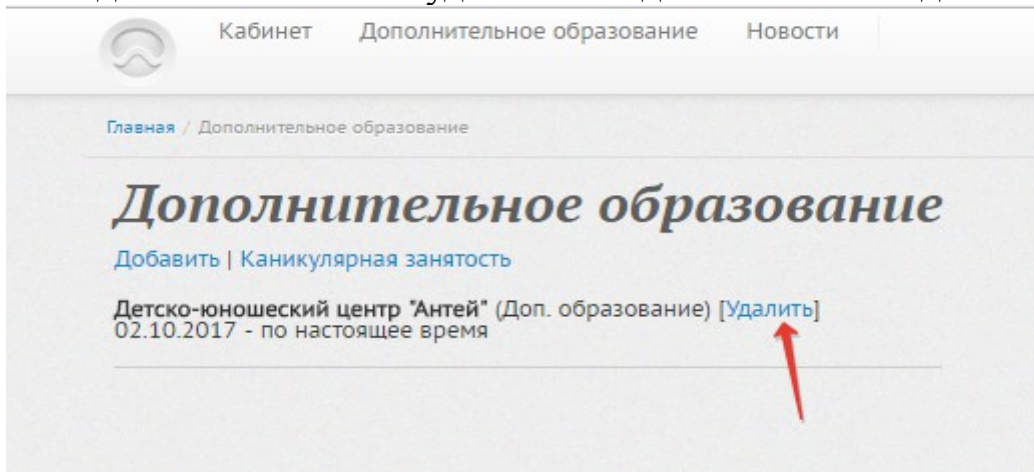 Кабинет Дополнительное образование Новости
Главная / Дополнительное образование
Дополнительное образование
Добавить | Каникулярная занятость
Детско-юношеский центр "Антей" (Доп. образование) [Удалить]
02.10.2017 - по настоящее время